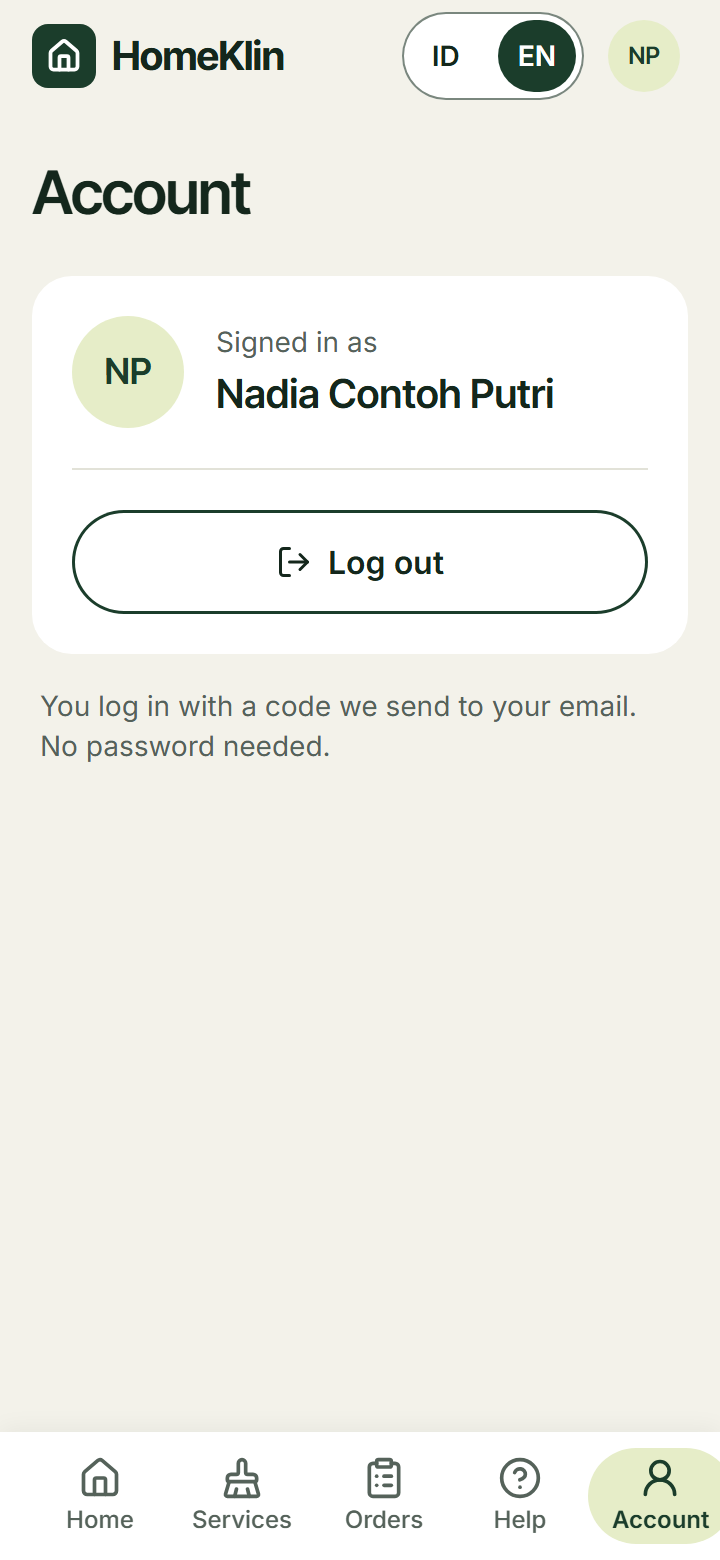 HomeKlin
ID EN
NP
Account
NP
Signed in as
Nadia Contoh Putri
Log out
You log in with a code we send to your email.
No password needed.
Home
Services
Orders
Help
Account